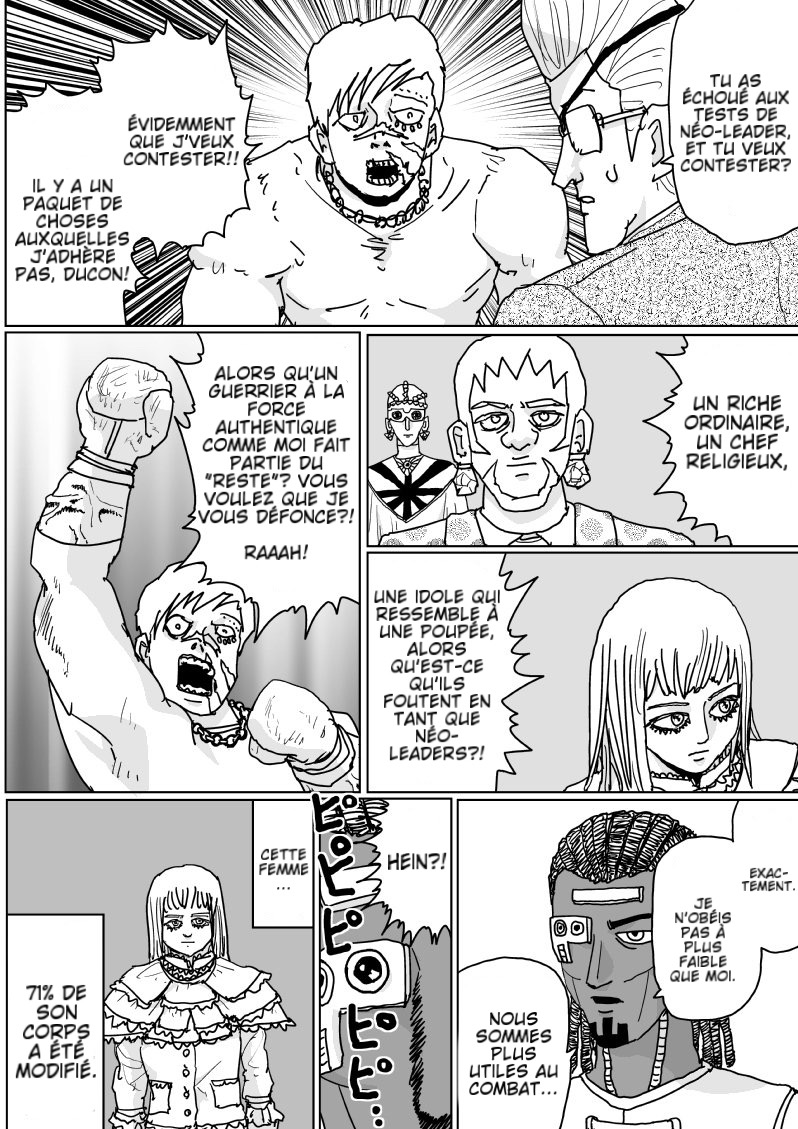 TU AS
ÉCHOUÉ AUX
TESTS DE
NÉO-LEADER,
ET TU VEUX
CONTESTER?
ÉVIDEMMENT
QUE J'VEUX
CONTESTER!!
IL Y A UN
PAQUET DE
CHOSES
AUXQUELLES
J'ADHÈRE
PAS, DUCON!
UN RICHE
ORDINAIRE,
UN CHEF
RELIGIEUX,
UNE IDOLE QUI
RESSEMBLE À
UNE POUPÉE,
ALORS
QU'EST-CE
QU'ILS
FOUTENT EN
TANT QUE
NÉO-
LEADERS?!
ALORS QU'UN
GUERRIER À LA
FORCE
AUTHENTIQUE
COMME MOI FAIT
PARTIE DU
"RESTE"? VOUS
VOULEZ QUE JE
VOUS DÉFONCE?!
RAAAH!
EXAC-
TEMENT.
JE
N'OBÉIS
PAS À
PLUS
FAIBLE
QUE MOI.
NOUS
SOMMES
PLUS
UTILES AU
COMBAT...
HEIN?!
ピピピピピピ...
CETTE
FEMME
...
71% DE
SON
CORPS
A ÉTÉ
MODIFIÉ.